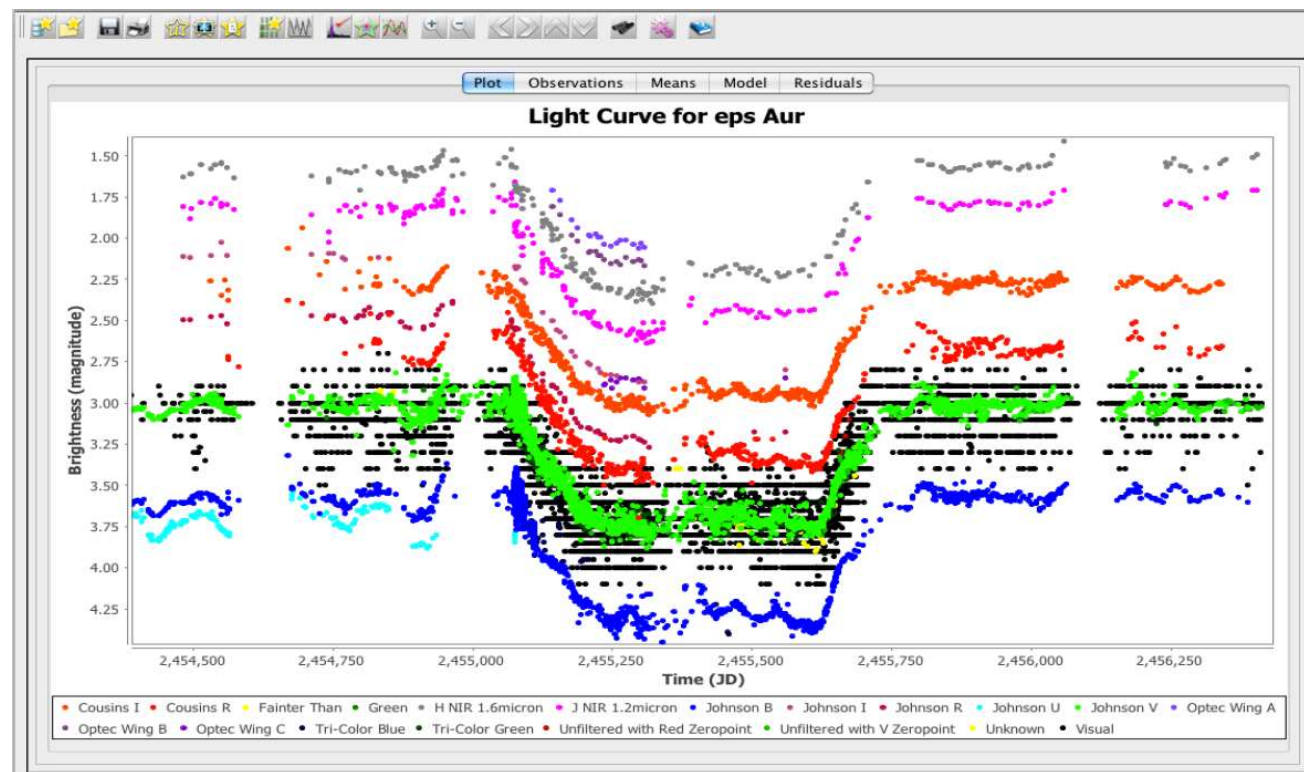 Plot Observations Means Model Residuals
Light Curve for eps Aur
1.50
1.75
2.00
2.25
2.50
2.75
3.00
3.25
3.50
3.75
4.00
4.25
Brightness (magnitude)
2,454,500 2,454,750 2,455,000 2,455,250 2,455,500 2,455,750 2,456,000 2,456,250
Time (JD)
Cousins I Cousins R Fainter Than Green H NIR 1.6micron J NIR 1.2micron Johnson B Johnson I Johnson R Johnson U Johnson V Optec Wing A
Optec Wing B Optec Wing C Tri-Color Blue Tri-Color Green Unfiltered with Red Zeropoint Unfiltered with V Zeropoint Unknown Visual